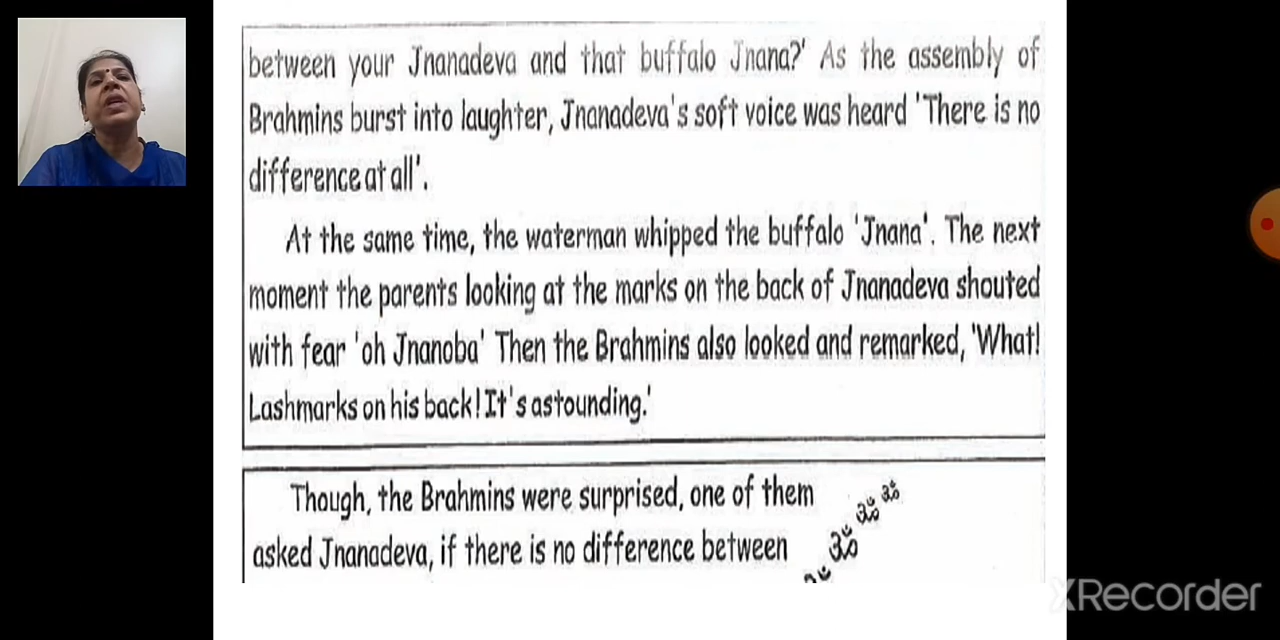 between your Jnanadeva and that buffalo Jnana?' As the assembly of
Brahmins burst into laughter, Jnanadeva's soft voice was heard 'There is no
difference at all'.
At the same time, the waterman whipped the buffalo 'Jnana'. The next
moment the parents looking at the marks on the back of Jnanadeva shouted
with fear 'oh Jnanoba' Then the Brahmins also looked and remarked, 'What!
Lashmarks on his back! It's astounding.'
Though, the Brahmins were surprised, one of them
asked Jnanadeva, if there is no difference between
ॐ ॐ ॐ
XRecorder